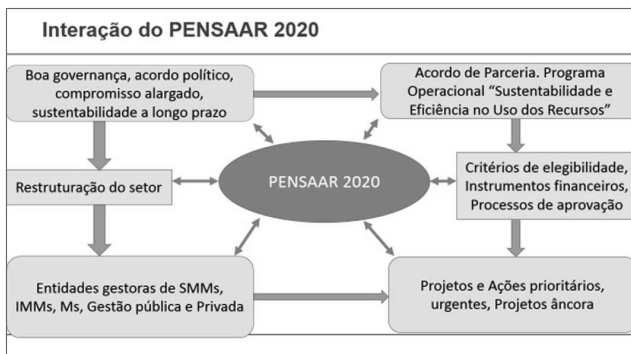 Interação do PENSAAR 2020
Boa governança, acordo político,
compromisso alargado,
sustentabilidade a longo prazo
Acordo de Parceria. Programa
Operacional “Sustentabilidade e
Eficiência no Uso dos Recursos”
Restruturação do setor
PENSAAR 2020
Critérios de elegibilidade,
Instrumentos financeiros,
Processos de aprovação
Entidades gestoras de SMMs,
IMMs, Ms, Gestão pública e Privada
Projetos e Ações prioritários,
urgentes, Projetos âncora